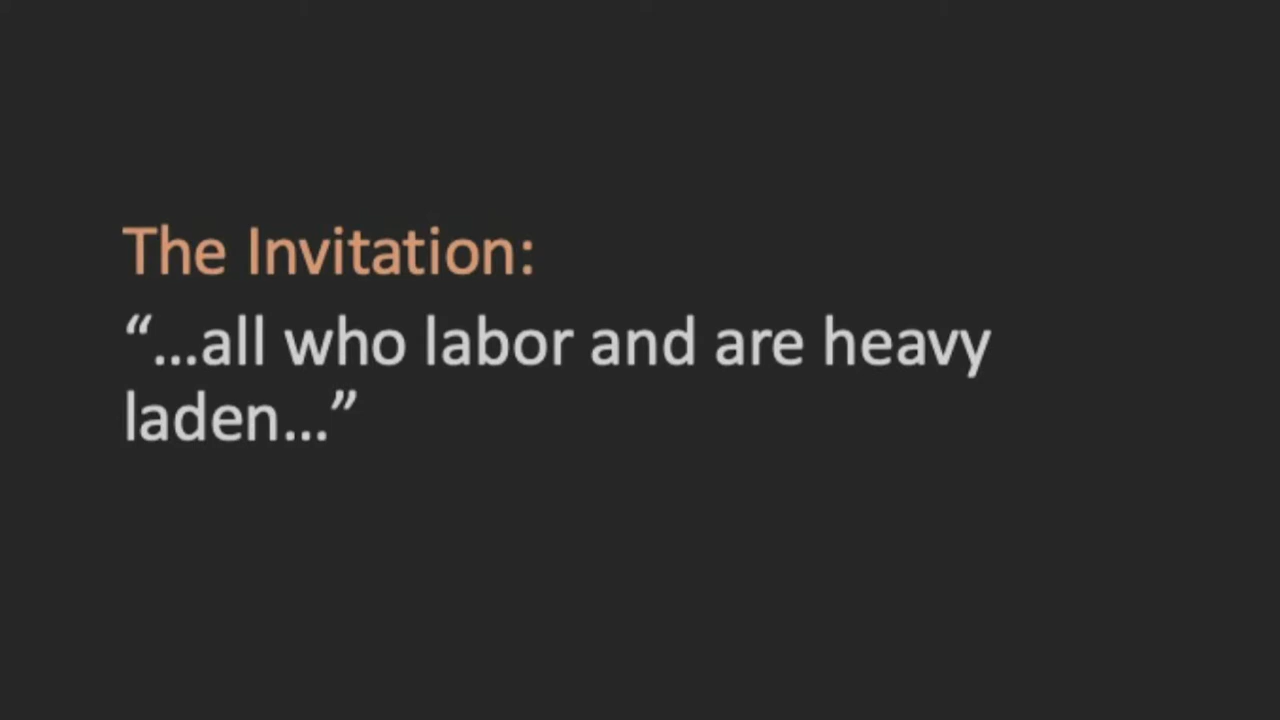 The Invitation:
“...all who labor and are heavy
laden...”